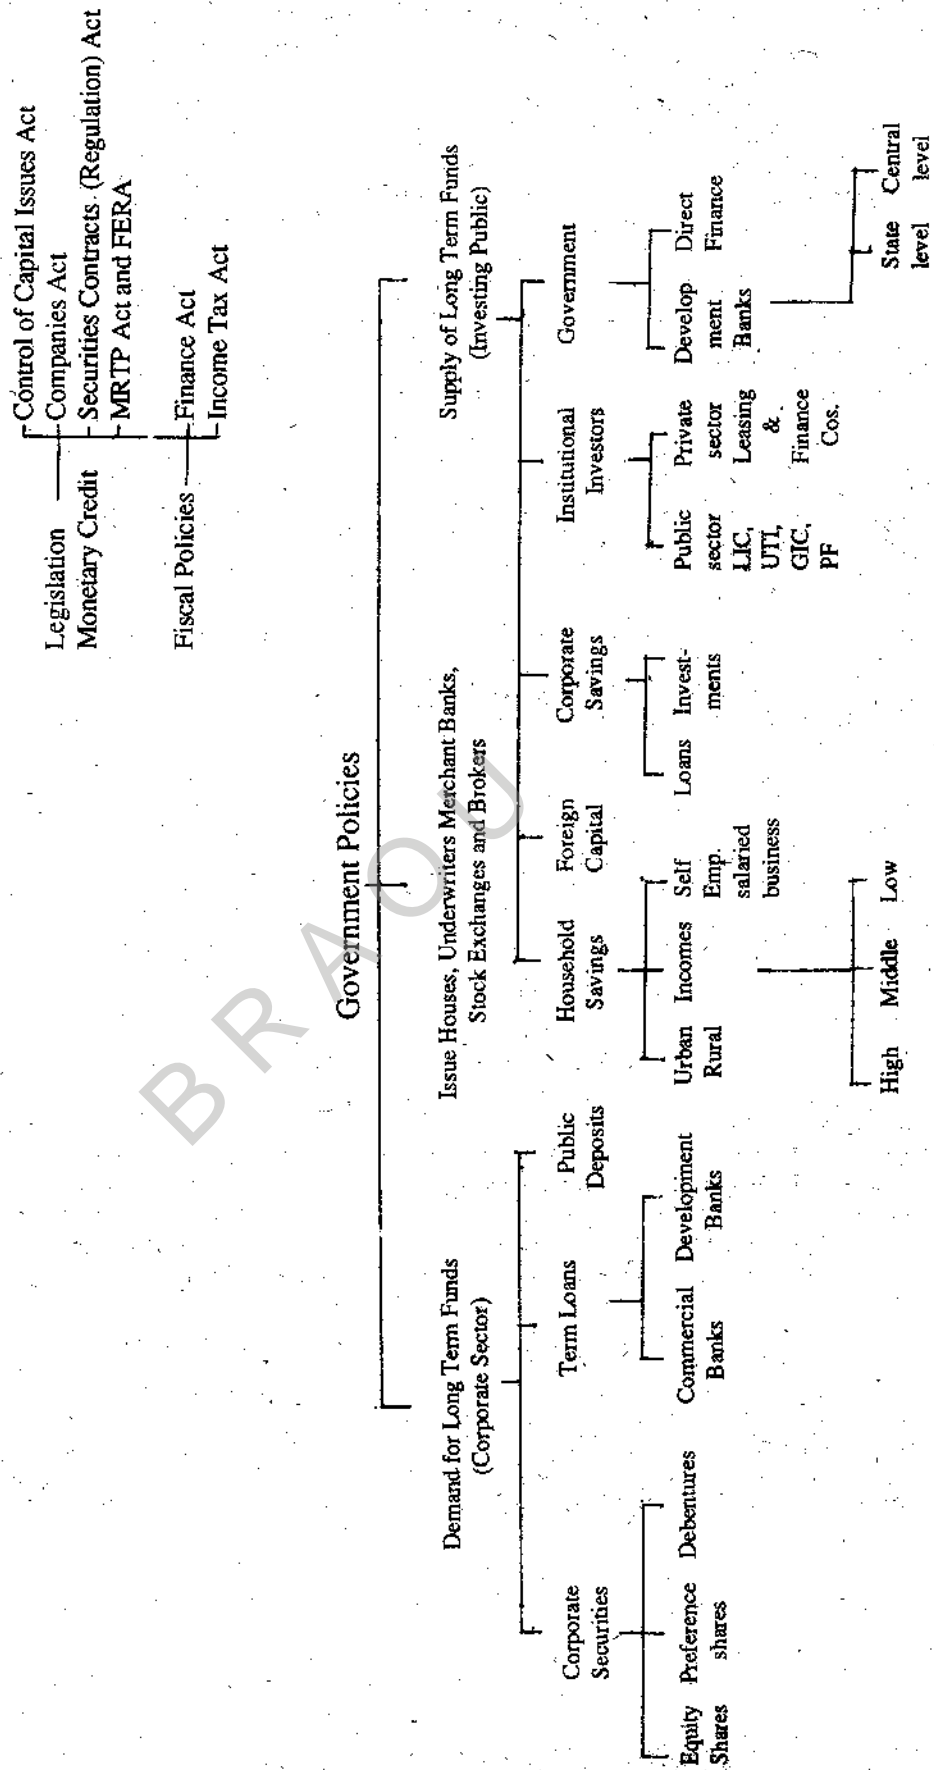 Legislation
Control of Capital Issues Act
Companies Act
Securities Contracts (Regulation) Act
MRTP Act and FERA
Monetary Credit
Fiscal Policies
Finance Act
Income Tax Act
Government Policies
Demand for Long Term Funds
(Corporate Sector)
Issue Houses, Underwriters Merchant Banks,
Stock Exchanges and Brokers
Supply of Long Term Funds
(Investing Public)
Corporate
Securities
Term Loans
Public
Deposits
Household
Savings
Foreign
Capital
Corporate
Savings
Institutional
Investors
Government
Equity
Shares
Preference
shares
Debentures
Commercial
Banks
Development
Banks
Urban
Rural
Incomes
Self
Emp.
salaried
business
Loans
Invest-
ments
Public
sector
LIC,
UTI,
GIC,
PF
Private
sector
Leasing
&
Finance
Cos.
Develop
ment
Banks
Direct
Finance
High
Middle
Low
State
level
Central
level
BRAOU